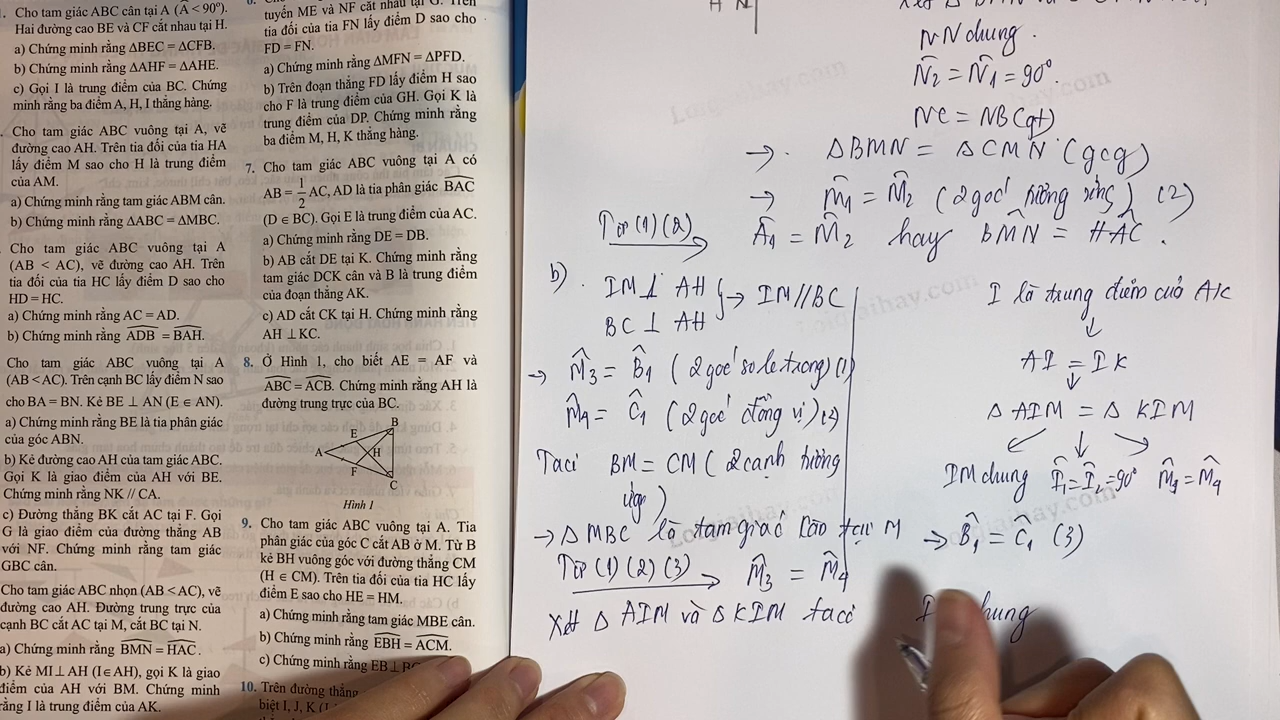 Cho tam giác ABC cân tại A (Â < 90°).
Hai đường cao BE và CF cắt nhau tại H.
a) Chứng minh rằng ΔBEC = ΔCFB.
b) Chứng minh rằng ΔAHF = ΔAHE.
c) Gọi I là trung điểm của BC. Chứng
minh rằng ba điểm A, H, I thẳng hàng.
Cho tam giác ABC vuông tại A, vẽ
đường cao AH. Trên tia đối của tia HA
lấy điểm M sao cho H là trung điểm
của AM.
a) Chứng minh rằng tam giác ABM cân.
b) Chứng minh rằng ΔABC = ΔMBC.
Cho tam giác ABC vuông tại A
(AB < AC), vẽ đường cao AH. Trên
tia đối của tia HC lấy điểm D sao cho
HD = HC.
a) Chứng minh rằng AC = AD.
b) Chứng minh rằng ADB = BAH.
Cho tam giác ABC vuông tại A
(AB < AC). Trên cạnh BC lấy điểm N sao
cho BA = BN. Kẻ BE ⊥ AN (E ∈ AN).
a) Chứng minh rằng BE là tia phân giác
của góc ABN.
b) Kẻ đường cao AH của tam giác ABC.
Gọi K là giao điểm của AH với BE.
Chứng minh rằng NK // CA.
c) Đường thẳng BK cắt AC tại F. Gọi
G là giao điểm của đường thẳng AB
với NF. Chứng minh rằng tam giác
GBC cân.
Cho tam giác ABC nhọn (AB < AC), vẽ
đường cao AH. Đường trung trực của
cạnh BC cắt AC tại M, cắt BC tại N.
a) Chứng minh rằng BMN = HAC.
b) Kẻ MI ⊥ AH (I ∈ AH), gọi K là giao
điểm của AH với BM. Chứng minh
rằng I là trung điểm của AK.
tuyến ME và NF cắt nhau tại G. Trên
tia đối của tia FN lấy điểm D sao cho
FD = FN.
a) Chứng minh rằng ΔMFN = ΔPFD.
b) Trên đoạn thẳng FD lấy điểm H sao
cho F là trung điểm của GH. Gọi K là
trung điểm của DP. Chứng minh rằng
ba điểm M, H, K thẳng hàng.
7. Cho tam giác ABC vuông tại A có
AB = 1/2 AC, AD là tia phân giác BAC
(D ∈ BC). Gọi E là trung điểm của AC.
a) Chứng minh rằng DE = DB.
b) AB cắt DE tại K. Chứng minh rằng
tam giác DCK cân và B là trung điểm
của đoạn thẳng AK.
c) AD cắt CK tại H. Chứng minh rằng
AH ⊥ KC.
8. Ở Hình 1, cho biết AE = AF và
ABC = ACB. Chứng minh rằng AH là
đường trung trực của BC.
B
E
A
H
F
C
Hình 1
9. Cho tam giác ABC vuông tại A. Tia
phân giác của góc C cắt AB ở M. Từ B
kẻ BH vuông góc với đường thẳng CM
(H ∈ CM). Trên tia đối của tia HC lấy
điểm E sao cho HE = HM.
a) Chứng minh rằng tam giác MBE cân.
b) Chứng minh rằng EBH = ACM.
c) Chứng minh rằng EB ⊥
10. Trên đường thẳng
biệt I, J, K
H N
NN chung.
N̂2 = N̂1 = 90°.
NC = NB (gt)
→ ΔBMN = ΔCMN (gcg)
→ M̂1 = M̂2 (2 góc tương ứng) (2)
Từ (1)(2) Â1 = M̂2 hay BMN = HAC.
b). IM ⊥ AH → IM // BC
BC ⊥ AH
→ M̂3 = B̂1 (2 góc so le trong) (1)
M̂4 = Ĉ1 (2 góc đồng vị) (2)
Ta có BM = CM (2 cạnh tương
ứng)
→ ΔMBC là tam giác cân tại M → B̂1 = Ĉ1 (3)
Từ (1) (2) (3) M̂3 = M̂4
Xét ΔAIM và ΔKIM ta có chung
I là trung điểm của AK
↓
AI = IK
↓
ΔAIM = ΔKIM
IM chung Î1 = Î2 = 90° M̂3 = M̂4
Loigiaihay.com
Loigiaihay.com
Loigiaihay.com